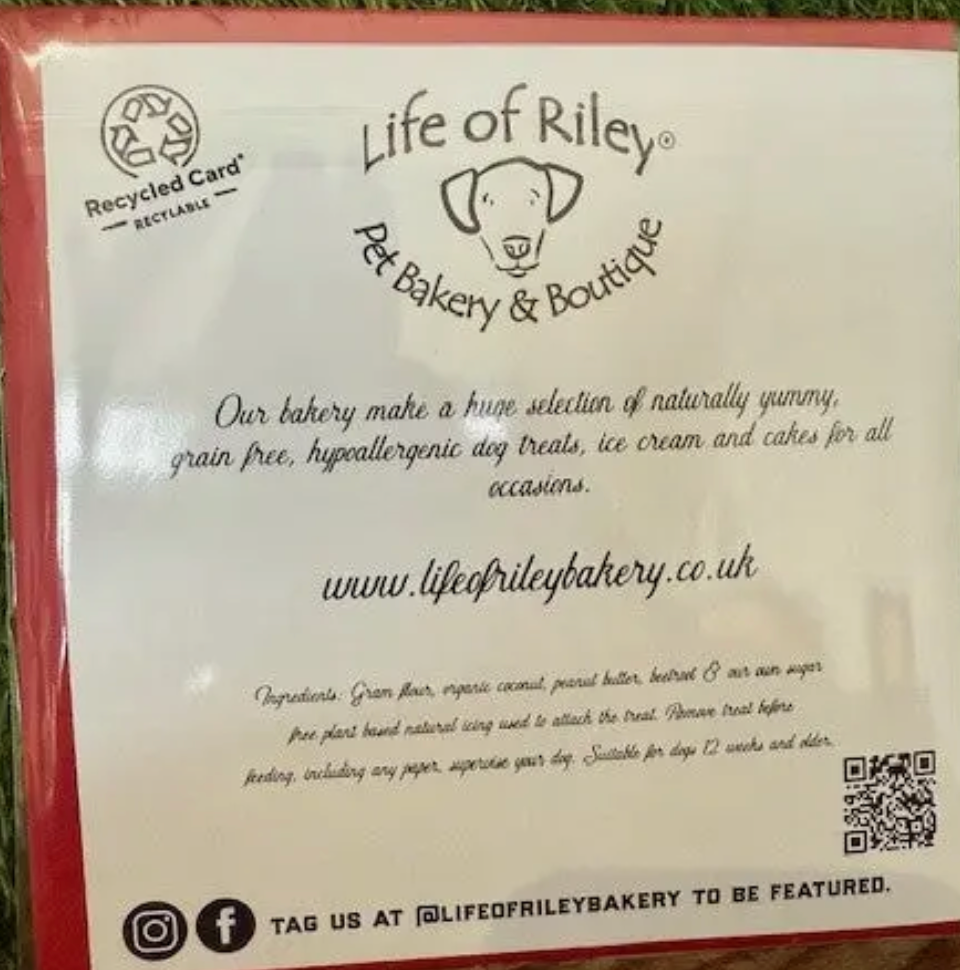 Life of Riley®
Recycled Card*
RECYLABLE
Pet Bakery & Boutique
Our bakery make a huge selection of naturally yummy,
grain free, hypoallergenic dog treats, ice cream and cakes for all
occasions.
www.lifeofrileybakery.co.uk
Ingredients: Gram flour, organic coconut, peanut butter, beetroot & our own sugar
free plant based natural icing used to attach the treat. Remove treat before
feeding, including any paper, supervise your dog. Suitable for dogs 12 weeks and older.
TAG US AT @LIFEOFRILEYBAKERY TO BE FEATURED.